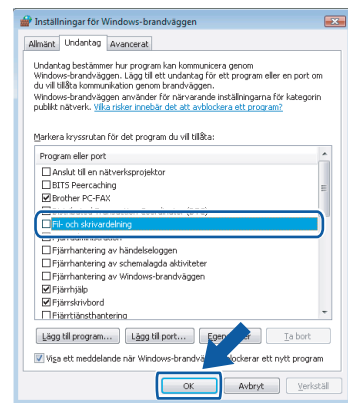 Inställningar för Windows-brandväggen
Allmänt Undantag Avancerat
Undantag bestämmer hur program kan kommunicera genom
Windows-brandväggen. Lägg till ett undantag för ett program eller en port om
du vill tillåta kommunikation genom brandväggen.
Windows-brandväggen använder för närvarande inställningarna för kategorin
publikt nätverk. Vilka risker innebär det att avblockera ett program?
Markera kryssrutan för det program du vill tillåta:
Program eller port
Anslut till en nätverksprojektor
BITS Peercaching
Brother PC-FAX
Fil- och skrivardelning
Fjärradministration
Fjärrhantering av händelseloggen
Fjärrhantering av schemalagda aktiviteter
Fjärrhantering av Windows-brandväggen
Fjärrhjälp
Fjärrskrivbord
Fjärrtjänsthantering
Lägg till program... Lägg till port... Ta bort
Visa ett meddelande när Windows-brandväggen blockerar ett nytt program
OK Avbryt Verkställ